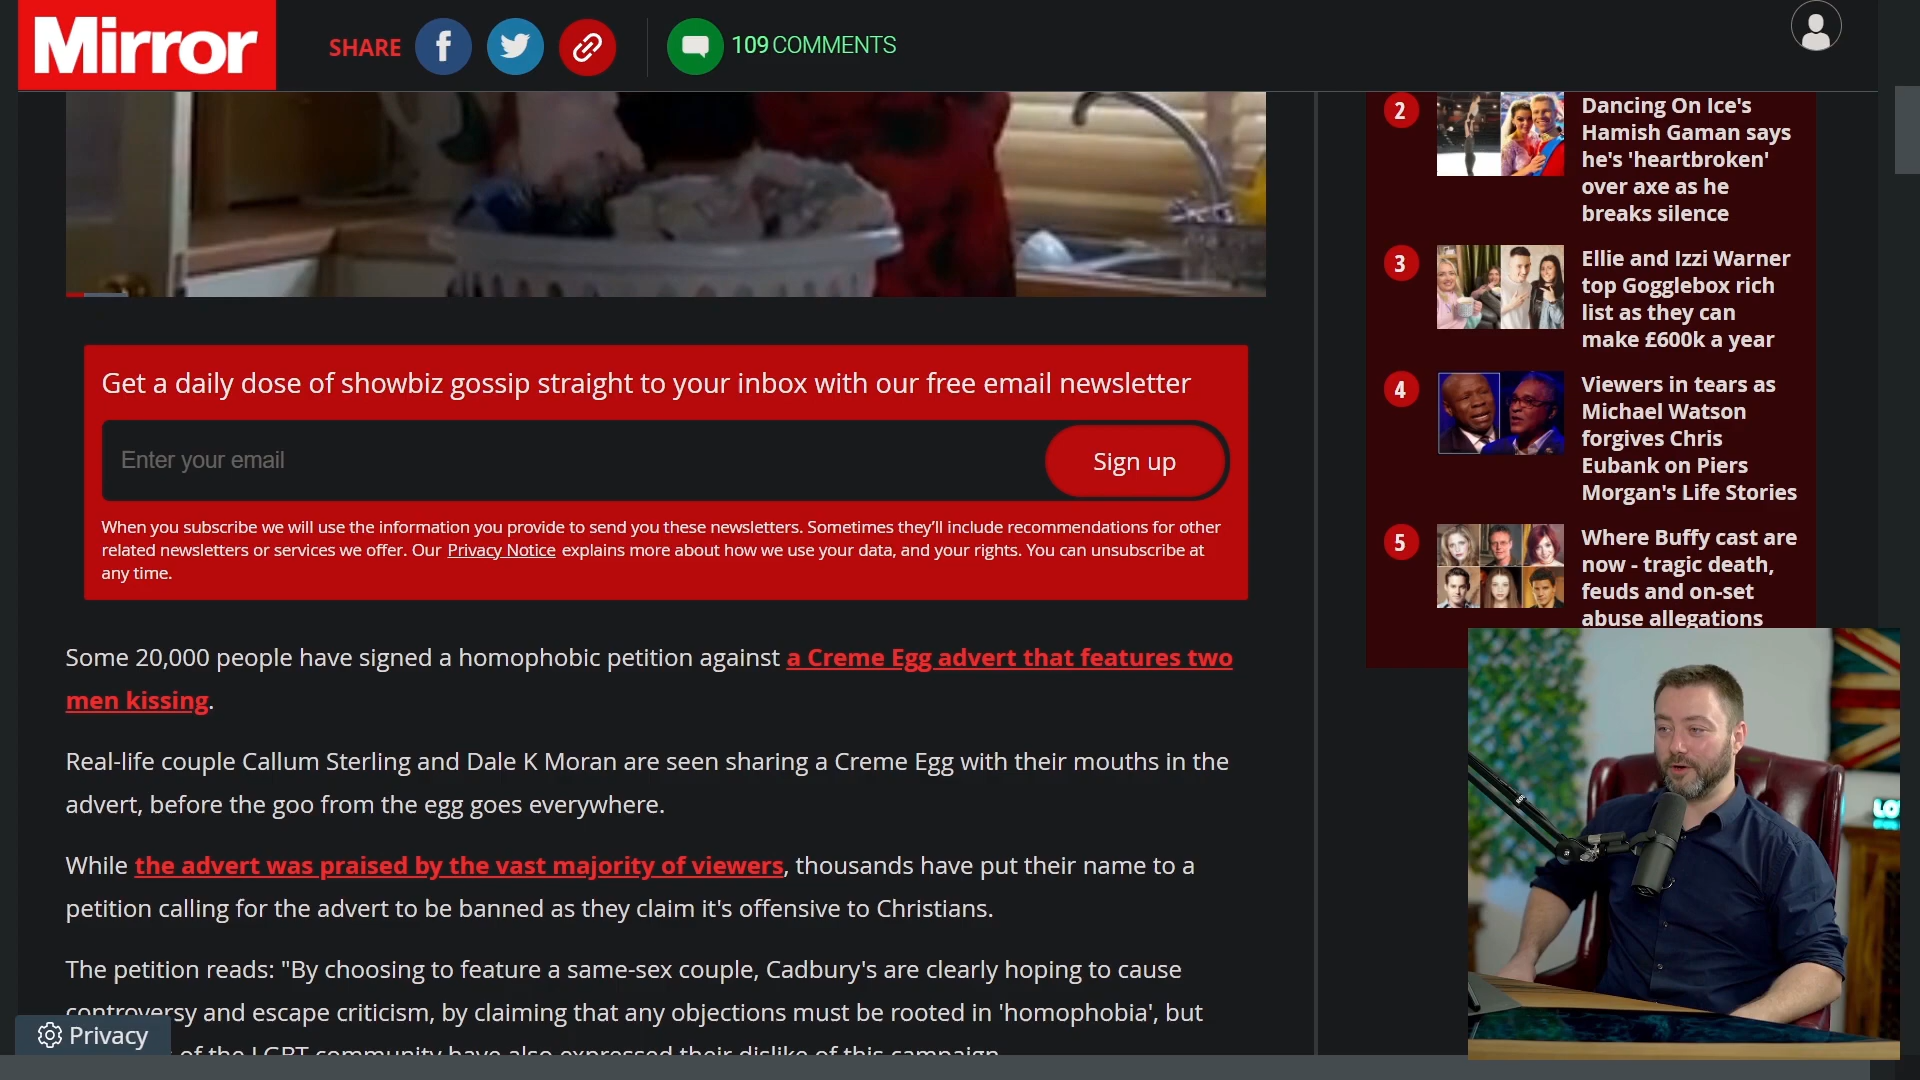 Mirror
SHARE
109 COMMENTS
2
Dancing On Ice's
Hamish Gaman says
he's 'heartbroken'
over axe as he
breaks silence
3
Ellie and Izzi Warner
top Gogglebox rich
list as they can
make £600k a year
4
Viewers in tears as
Michael Watson
forgives Chris
Eubank on Piers
Morgan's Life Stories
5
Where Buffy cast are
now - tragic death,
feuds and on-set
abuse allegations
Get a daily dose of showbiz gossip straight to your inbox with our free email newsletter
Enter your email
Sign up
When you subscribe we will use the information you provide to send you these newsletters. Sometimes they'll include recommendations for other
related newsletters or services we offer. Our Privacy Notice explains more about how we use your data, and your rights. You can unsubscribe at
any time.
Some 20,000 people have signed a homophobic petition against a Creme Egg advert that features two
men kissing.
Real-life couple Callum Sterling and Dale K Moran are seen sharing a Creme Egg with their mouths in the
advert, before the goo from the egg goes everywhere.
While the advert was praised by the vast majority of viewers, thousands have put their name to a
petition calling for the advert to be banned as they claim it's offensive to Christians.
The petition reads: "By choosing to feature a same-sex couple, Cadbury's are clearly hoping to cause
controversy and escape criticism, by claiming that any objections must be rooted in 'homophobia', but
of the LGBT community have also expressed their dislike of this campaign
Privacy